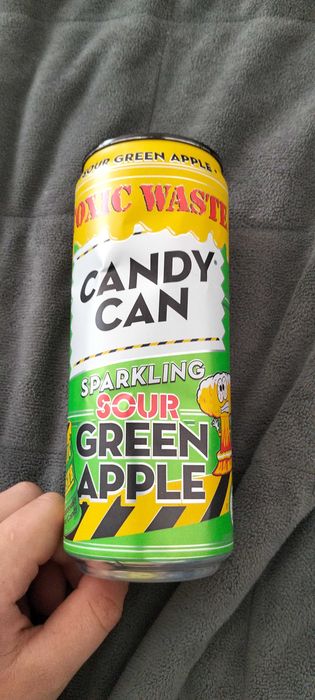 SOUR GREEN APPLE
TOXIC WASTE
CANDY
CAN
SPARKLING
SOUR
GREEN
APPLE